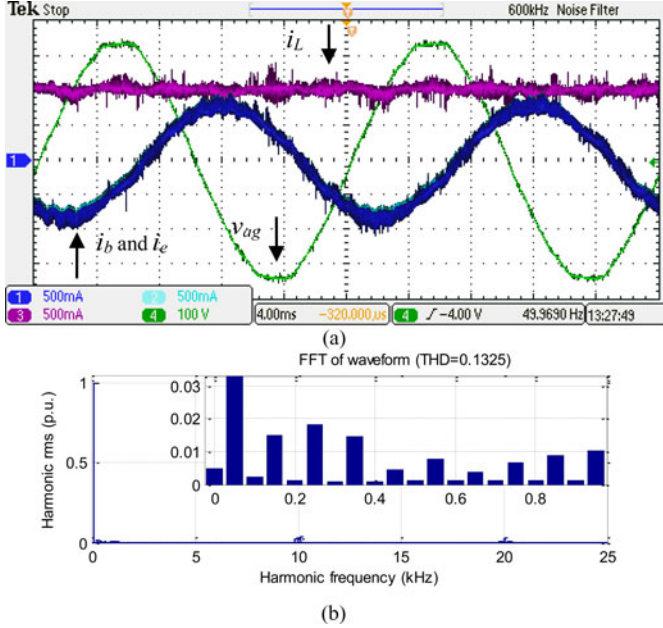 Tek Stop 600kHz Noise Filter
i_L
1
v_ag
i_b and i_e
1 500mA 2 500mA
3 500mA 4 100 V 4.00ms -320.000µs 4 -4.00 V 49.9690 Hz 13:27:49
(a)
FFT of waveform (THD=0.1325)
1
0.03
0.02
0.5
0.01
0
0 0.2 0.4 0.6 0.8
0
0 5 10 15 20 25
Harmonic rms (p.u.)
Harmonic frequency (kHz)
(b)